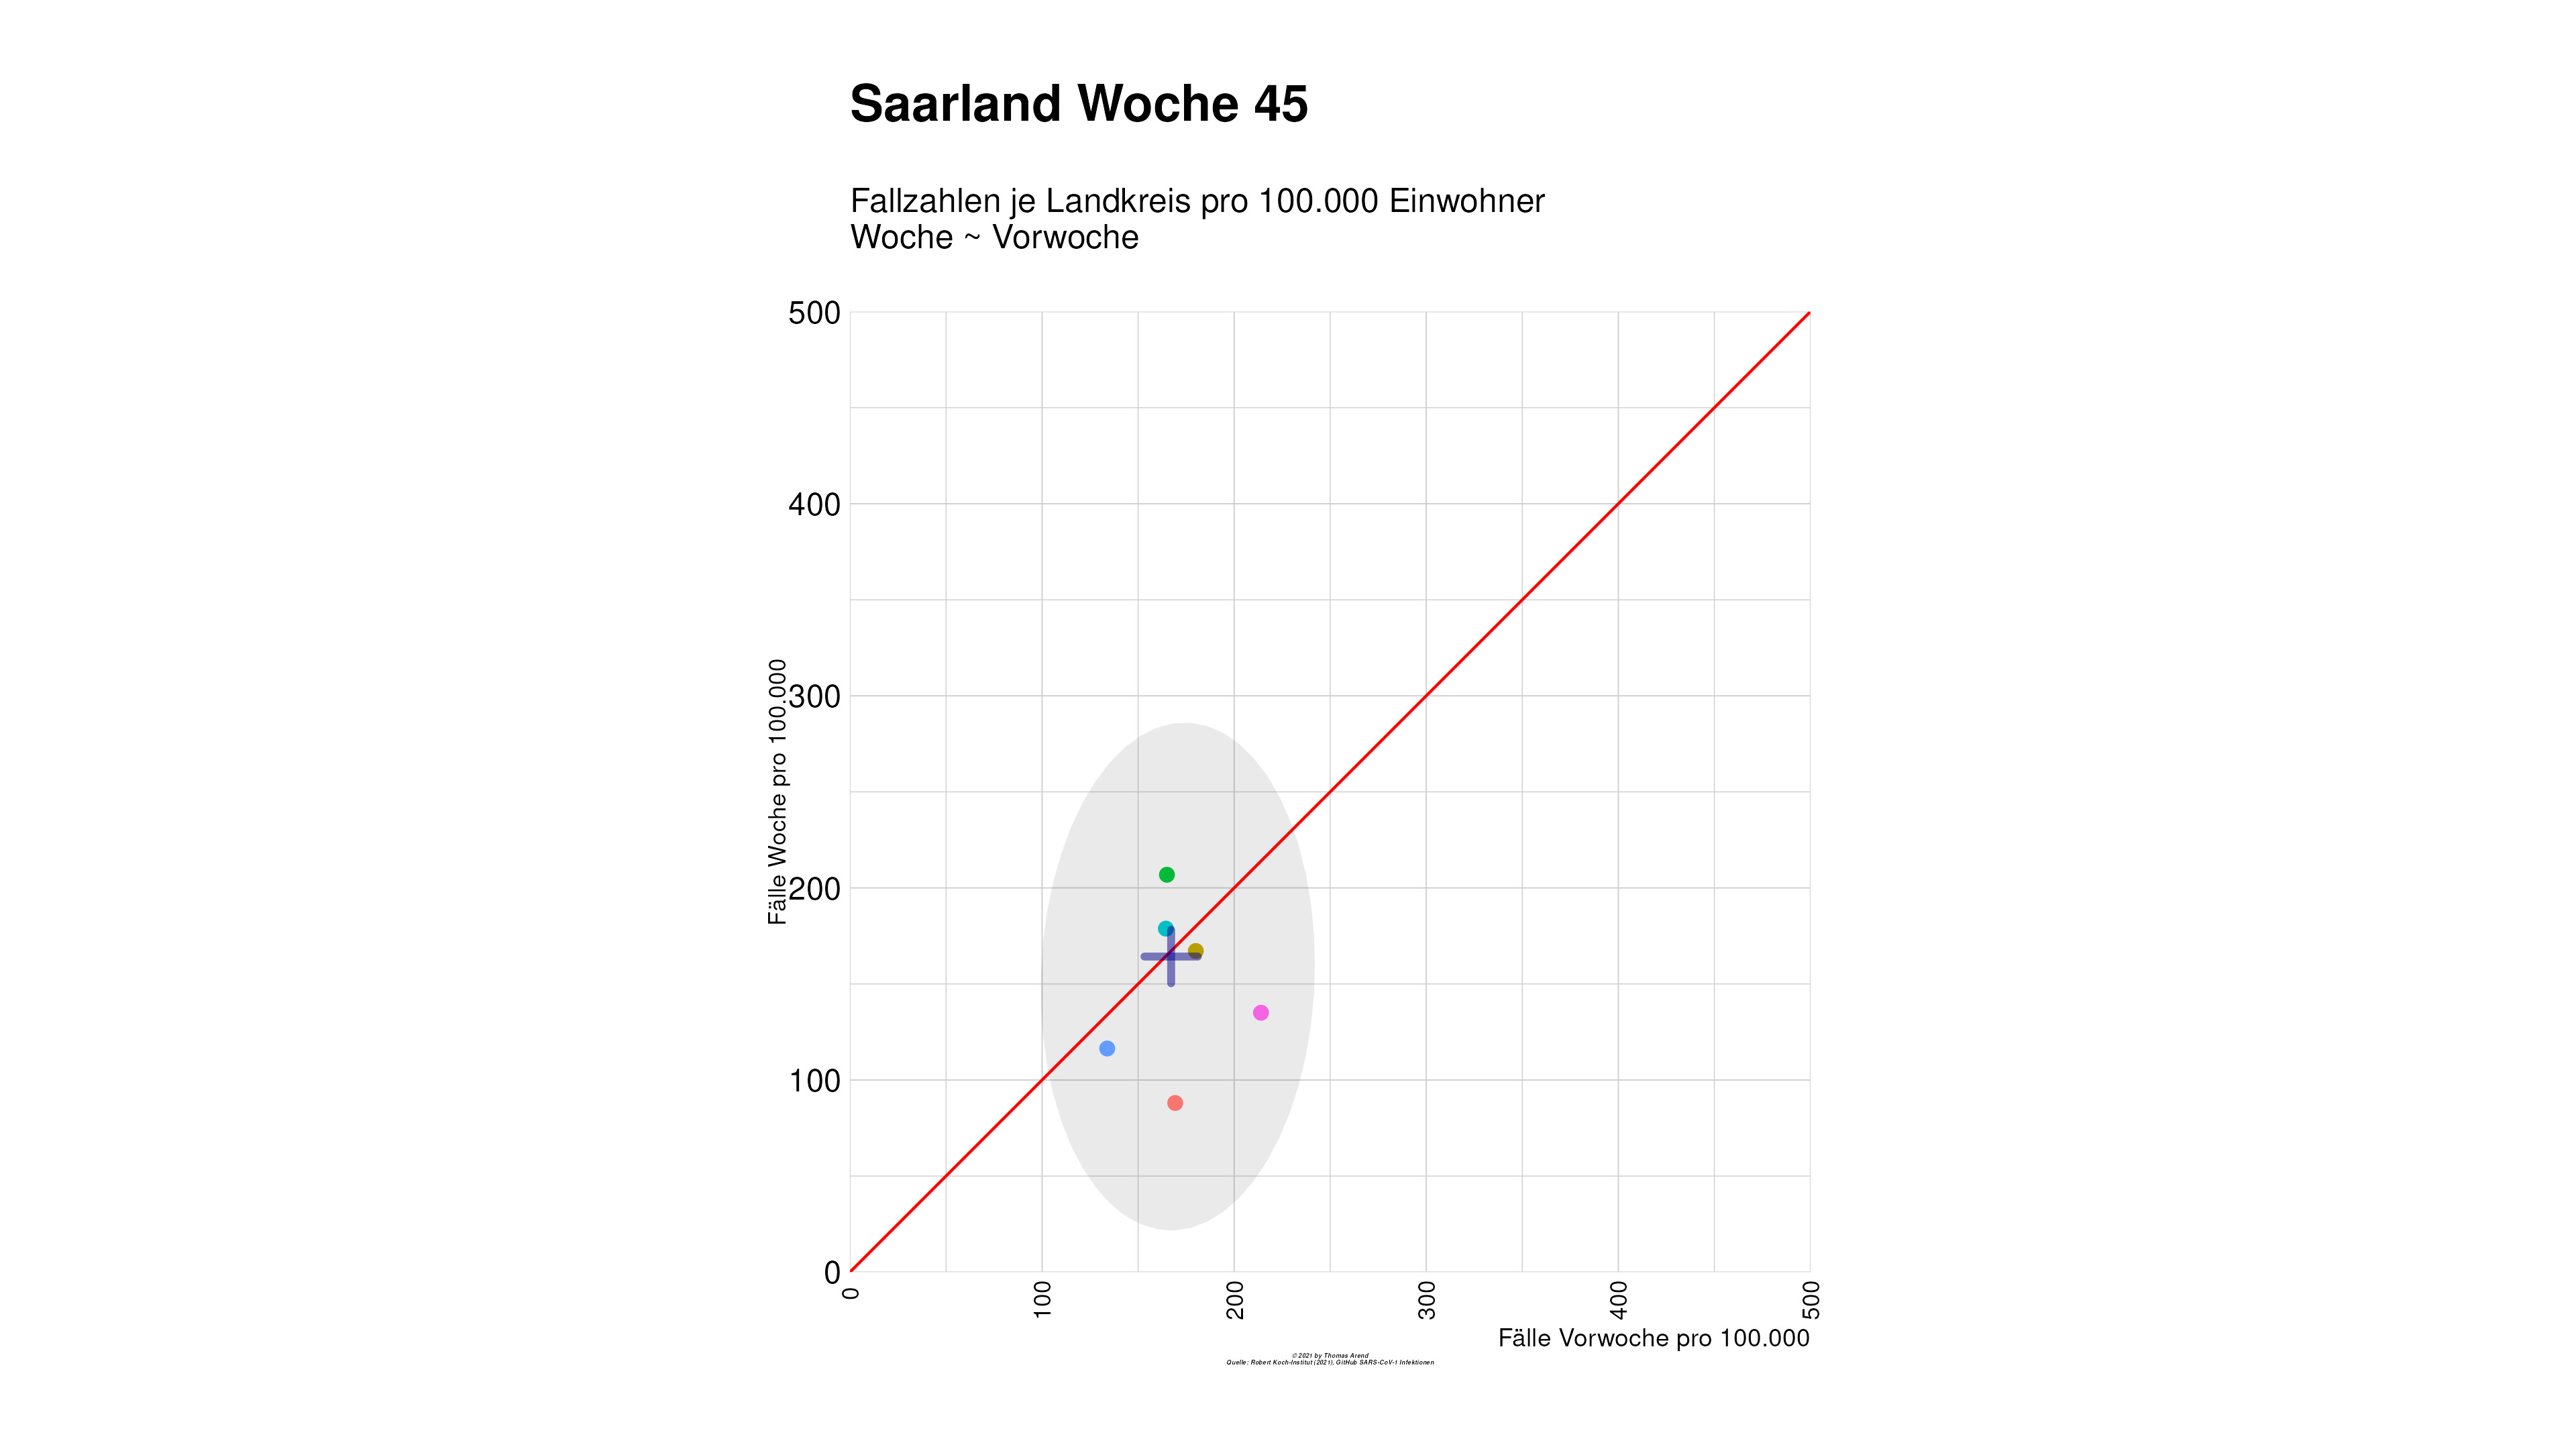 Saarland Woche 45
Fallzahlen je Landkreis pro 100.000 Einwohner
Woche ~ Vorwoche
500
400
300
200
100
0
Fälle Woche pro 100.000
0
100
200
300
400
500
Fälle Vorwoche pro 100.000
© 2021 by Thomas Arend
Quelle: Robert Koch-Institut (2021), GitHub SARS-CoV-1 Infektionen